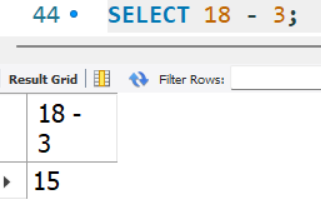 44 SELECT 18 - 3;
Result Grid Filter Rows:
18 -
3
15